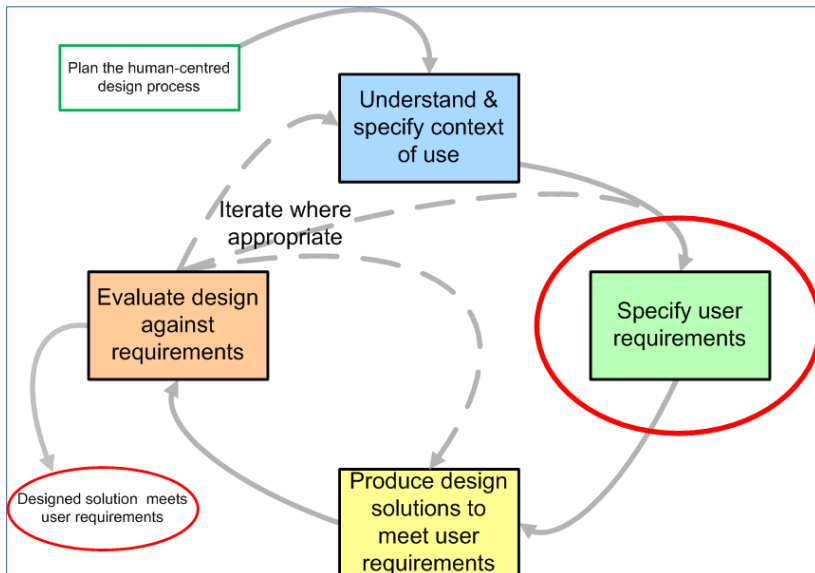 Plan the human-centred
design process
Understand &
specify context
of use
Iterate where
appropriate
Evaluate design
against
requirements
Specify user
requirements
Designed solution meets
user requirements
Produce design
solutions to
meet user
requirements